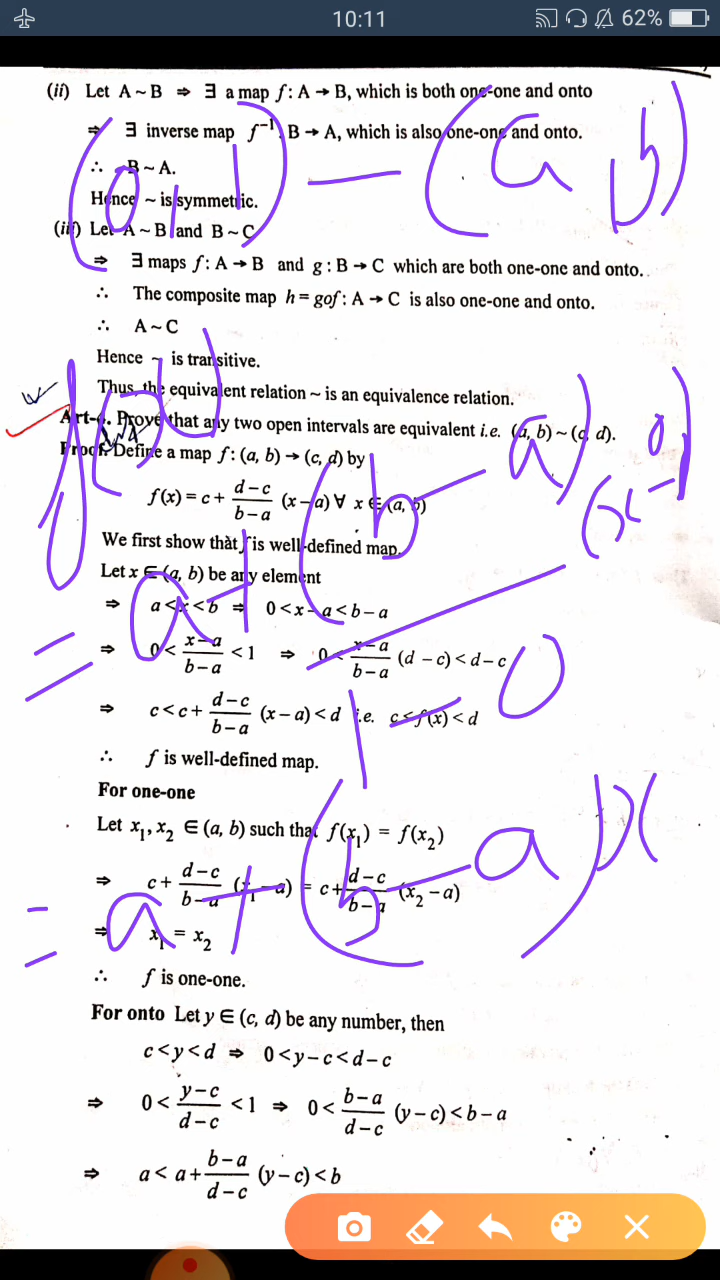 10:11 62%
(ii) Let A ~ B ⇒ ∃ a map f : A → B, which is both one-one and onto
⇒ ∃ inverse map f⁻¹ : B → A, which is also one-one and onto.
∴ B ~ A.
Hence ~ is symmetric.
(iii) Let A ~ B and B ~ C
⇒ ∃ maps f : A → B and g : B → C which are both one-one and onto.
∴ The composite map h = gof : A → C is also one-one and onto.
∴ A ~ C
Hence ~ is transitive.
Thus, the equivalent relation ~ is an equivalence relation.
Prove that any two open intervals are equivalent i.e. (a, b) ~ (c, d).
Proof. Define a map f : (a, b) → (c, d) by
f(x) = c + (d – c)/(b – a) (x – a) ∀ x ∈ (a, b)
We first show that f is well-defined map.
Let x ∈ (a, b) be any element
⇒ a < x < b ⇒ 0 < x – a < b – a
⇒ 0 < (x – a)/(b – a) < 1 ⇒ 0 < (x – a)/(b – a) (d – c) < d – c
⇒ c < c + (d – c)/(b – a) (x – a) < d i.e. c < f(x) < d
∴ f is well-defined map.
For one-one
Let x₁, x₂ ∈ (a, b) such that f(x₁) = f(x₂)
⇒ c + (d – c)/(b – a) (x₁ – a) = c + (d – c)/(b – a) (x₂ – a)
⇒ x₁ = x₂
∴ f is one-one.
For onto Let y ∈ (c, d) be any number, then
c < y < d ⇒ 0 < y – c < d – c
⇒ 0 < (y – c)/(d – c) < 1 ⇒ 0 < (b – a)/(d – c) (y – c) < b – a
⇒ a < a + (b – a)/(d – c) (y – c) < b
(0, 1) — (a b)
f(x)
= a + (b – a) (x – 0)
1 – 0
= a + (b – a) x